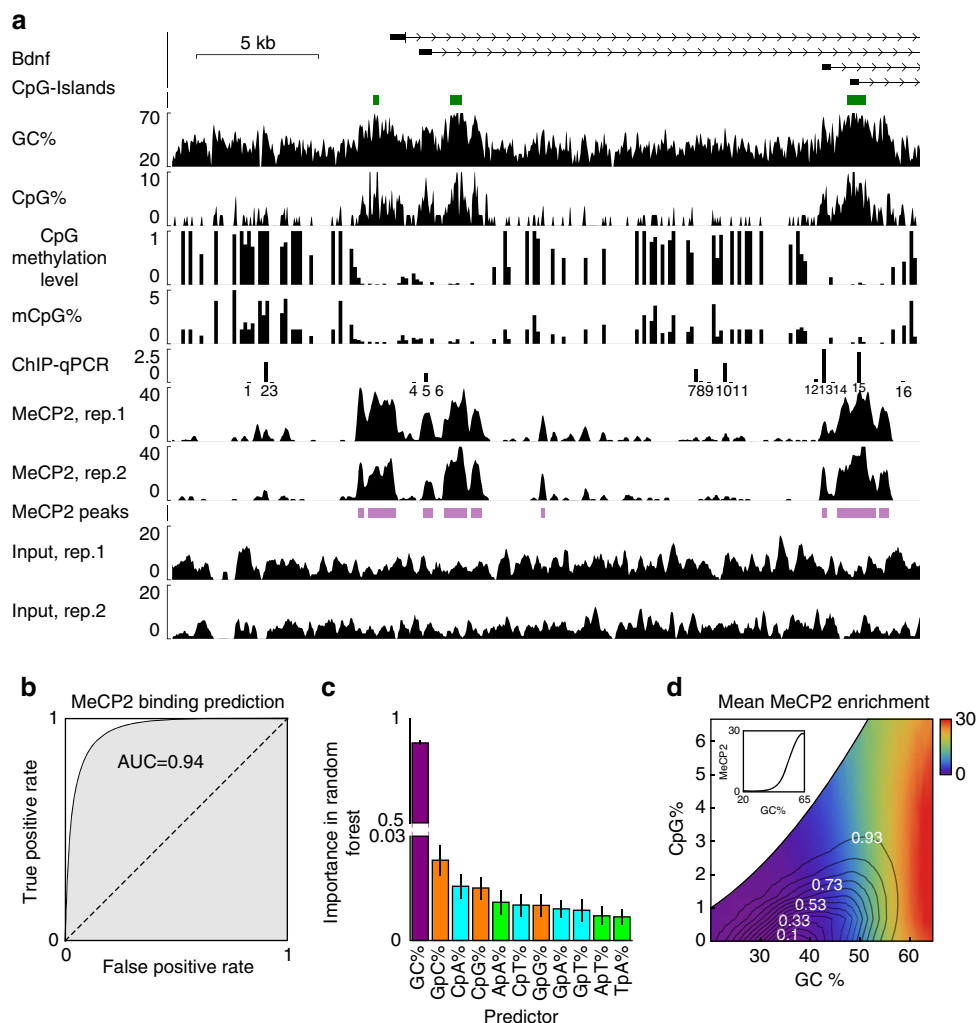 a
5 kb
Bdnf
CpG-Islands
GC%
70
20
CpG%
10
0
CpG
methylation
level
1
0
mCpG%
5
0
ChIP-qPCR
2.5
0
1 23 4 5 6 789 1011 121314 15 16
MeCP2, rep.1
40
0
MeCP2, rep.2
40
0
MeCP2 peaks
Input, rep.1
20
0
Input, rep.2
20
0
b
MeCP2 binding prediction
1
True positive rate
AUC=0.94
0
0 False positive rate 1
c
Importance in random
forest
1
0.5
0.03
0
GC%
GpC%
CpA%
CpG%
ApA%
CpT%
GpG%
GpA%
GpT%
ApT%
TpA%
Predictor
d
Mean MeCP2 enrichment
30
0
MeCP2
30
0
20 65
GC%
CpG%
6
5
4
3
2
1
0
0.93
0.73
0.53
0.33
0.1
30 40 50 60
GC %